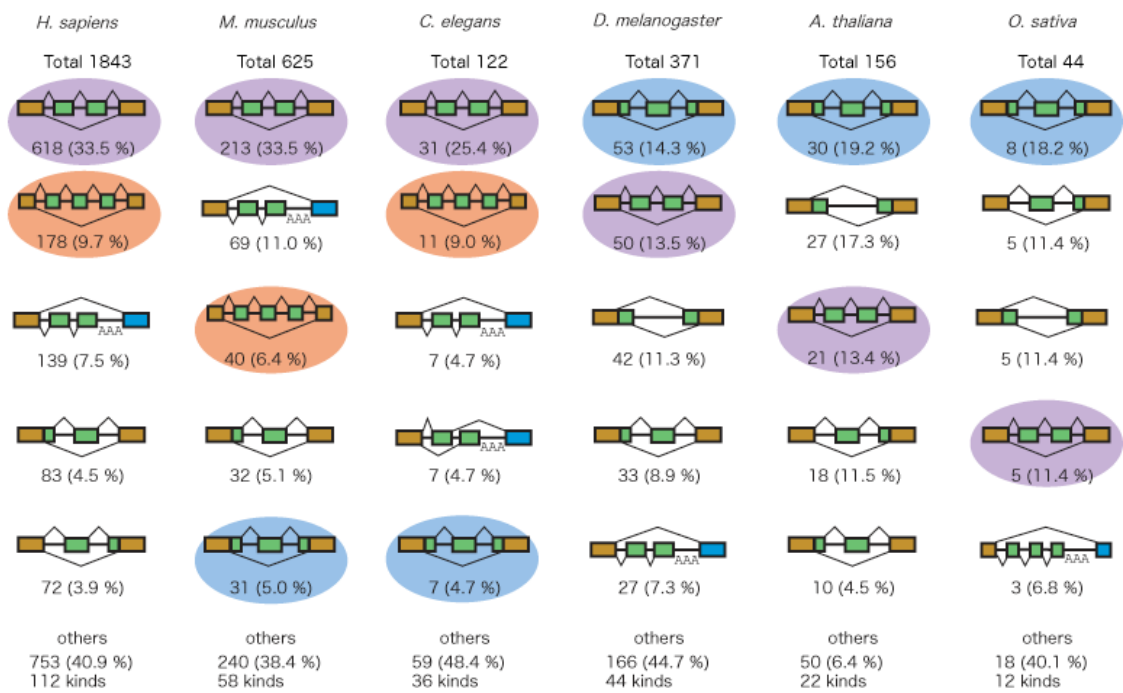 H. sapiens M. musculus C. elegans D. melanogaster A. thaliana O. sativa
Total 1843 Total 625 Total 122 Total 371 Total 156 Total 44
618 (33.5 %) 213 (33.5 %) 31 (25.4 %) 53 (14.3 %) 30 (19.2 %) 8 (18.2 %)
AAA
178 (9.7 %) 69 (11.0 %) 11 (9.0 %) 50 (13.5 %) 27 (17.3 %) 5 (11.4 %)
AAA AAA
139 (7.5 %) 40 (6.4 %) 7 (4.7 %) 42 (11.3 %) 21 (13.4 %) 5 (11.4 %)
AAA
83 (4.5 %) 32 (5.1 %) 7 (4.7 %) 33 (8.9 %) 18 (11.5 %) 5 (11.4 %)
AAA AAA
72 (3.9 %) 31 (5.0 %) 7 (4.7 %) 27 (7.3 %) 10 (4.5 %) 3 (6.8 %)
others others others others others others
753 (40.9 %) 240 (38.4 %) 59 (48.4 %) 166 (44.7 %) 50 (6.4 %) 18 (40.1 %)
112 kinds 58 kinds 36 kinds 44 kinds 22 kinds 12 kinds